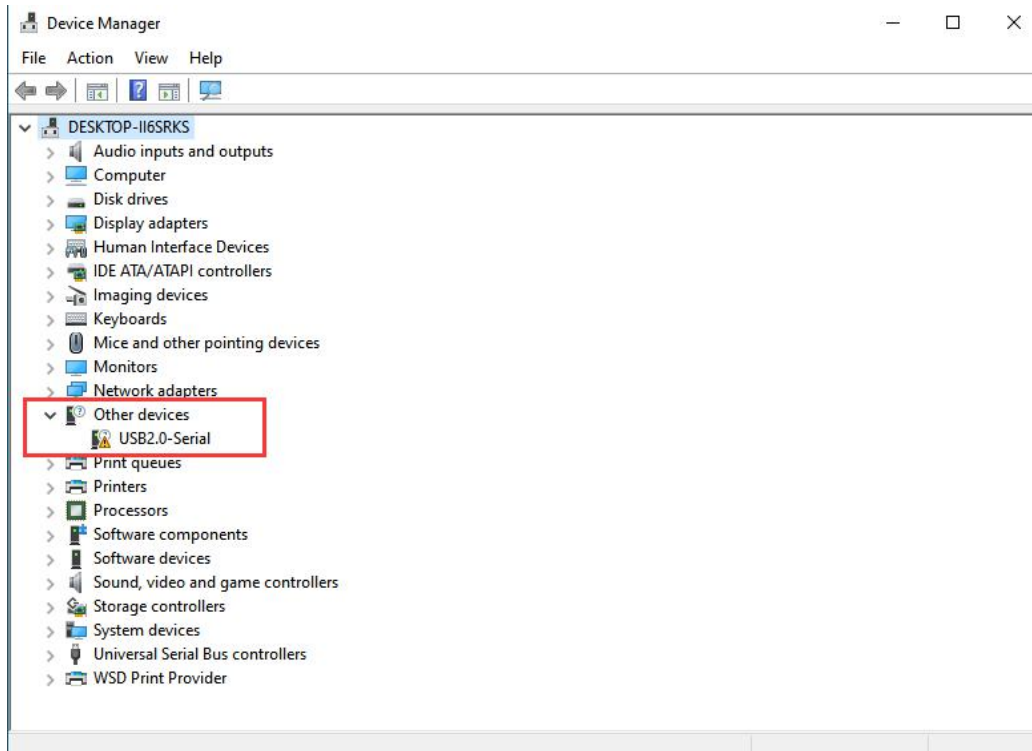 Device Manager
File Action View Help
DESKTOP-II6SRKS
Audio inputs and outputs
Computer
Disk drives
Display adapters
Human Interface Devices
IDE ATA/ATAPI controllers
Imaging devices
Keyboards
Mice and other pointing devices
Monitors
Network adapters
Other devices
USB2.0-Serial
Print queues
Printers
Processors
Software components
Software devices
Sound, video and game controllers
Storage controllers
System devices
Universal Serial Bus controllers
WSD Print Provider